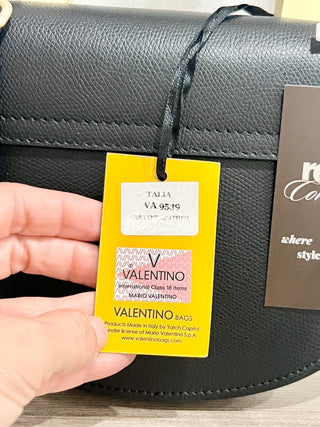 TALIA
VA 9539
LEATHER
V
VALENTINO
International Class 18 items
MARIO VALENTINO
VALENTINO BAGS
Products Made in Italy by Yarch Capital
under license of Mario Valentino S.p.A.
www.valentinobags.com
where
style